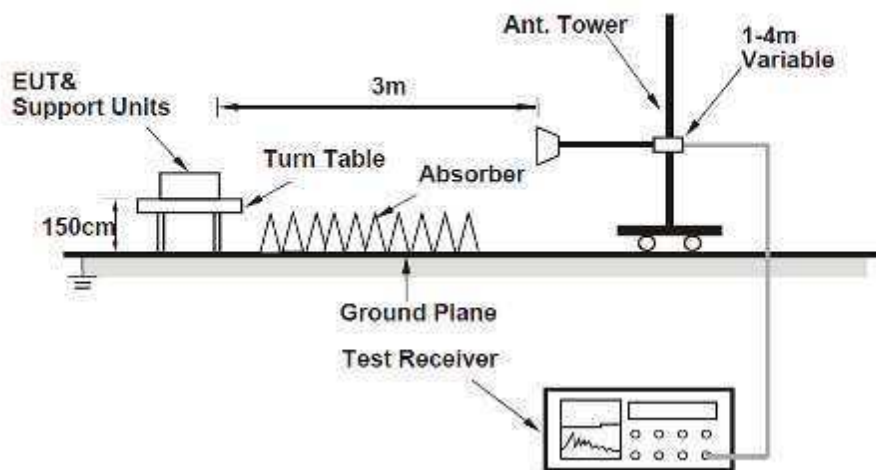 Ant. Tower
1-4m
Variable
EUT&
Support Units
3m
Turn Table
Absorber
150cm
Ground Plane
Test Receiver